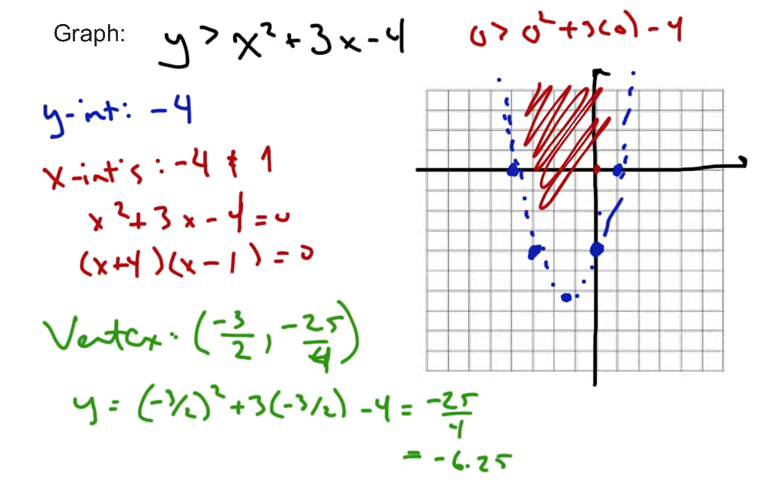 Graph: y > x² + 3x - 4
0 > 0² + 3(0) - 4
y-int: -4
x-int's: -4 & 1
x² + 3x - 4 = 0
(x+4)(x-1) = 0
Vertex: (-3/2, -25/4)
y = (-3/2)² + 3(-3/2) - 4 = -25/4
= -6.25